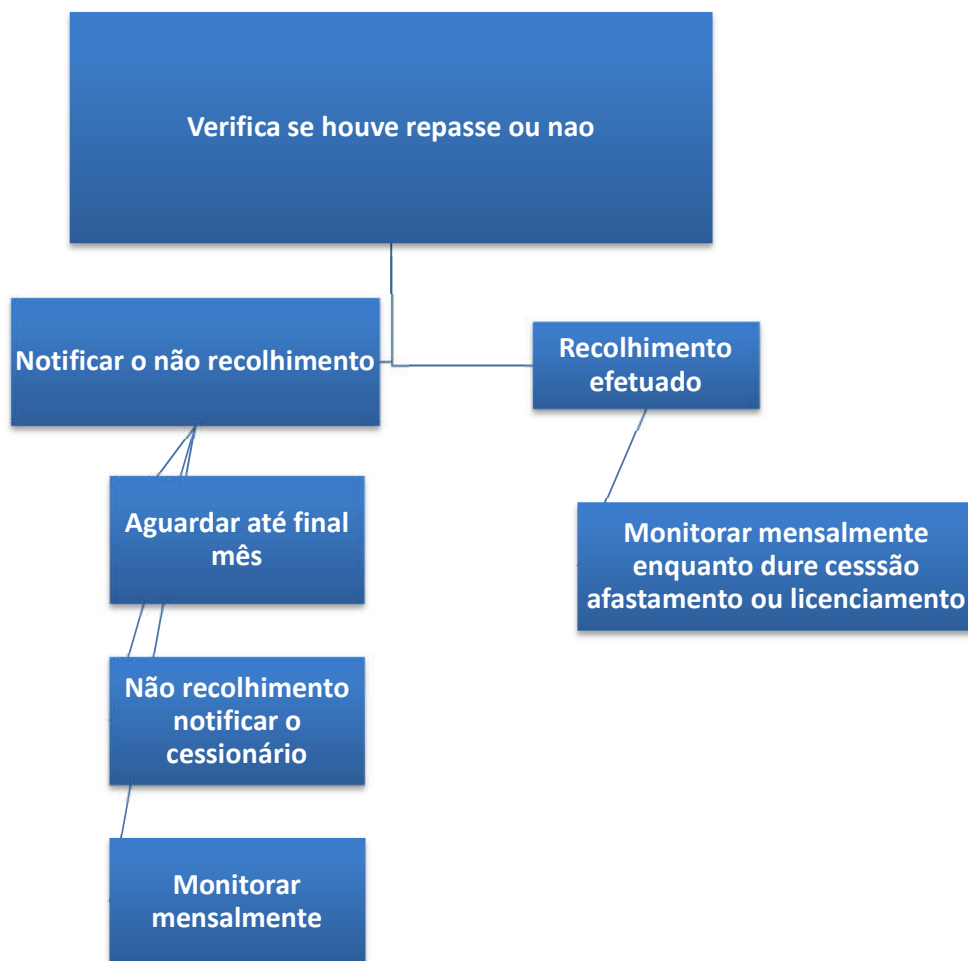 Verifica se houve repasse ou nao
Notificar o não recolhimento
Recolhimento
efetuado
Aguardar até final
mês
Monitorar mensalmente
enquanto dure cesssão
afastamento ou licenciamento
Não recolhimento
notificar o
cessionário
Monitorar
mensalmente